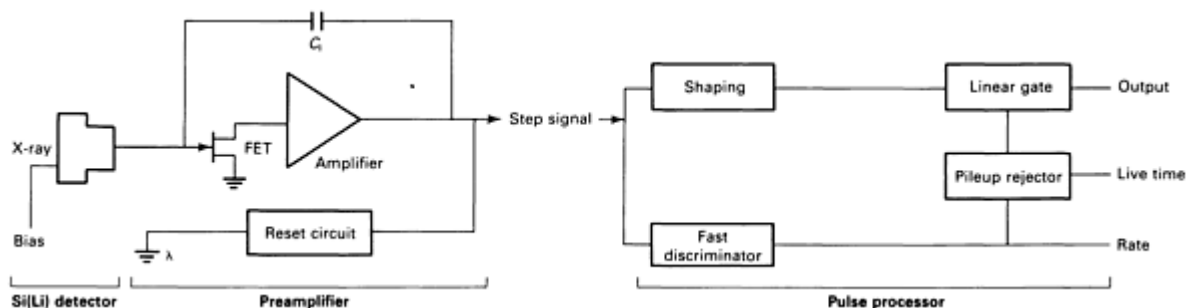 C₁
Shaping
Linear gate
Output
X-ray
FET
Amplifier
Step signal
Pileup rejector
Live time
Bias
λ
Reset circuit
Fast
discriminator
Rate
Si(Li) detector
Preamplifier
Pulse processor